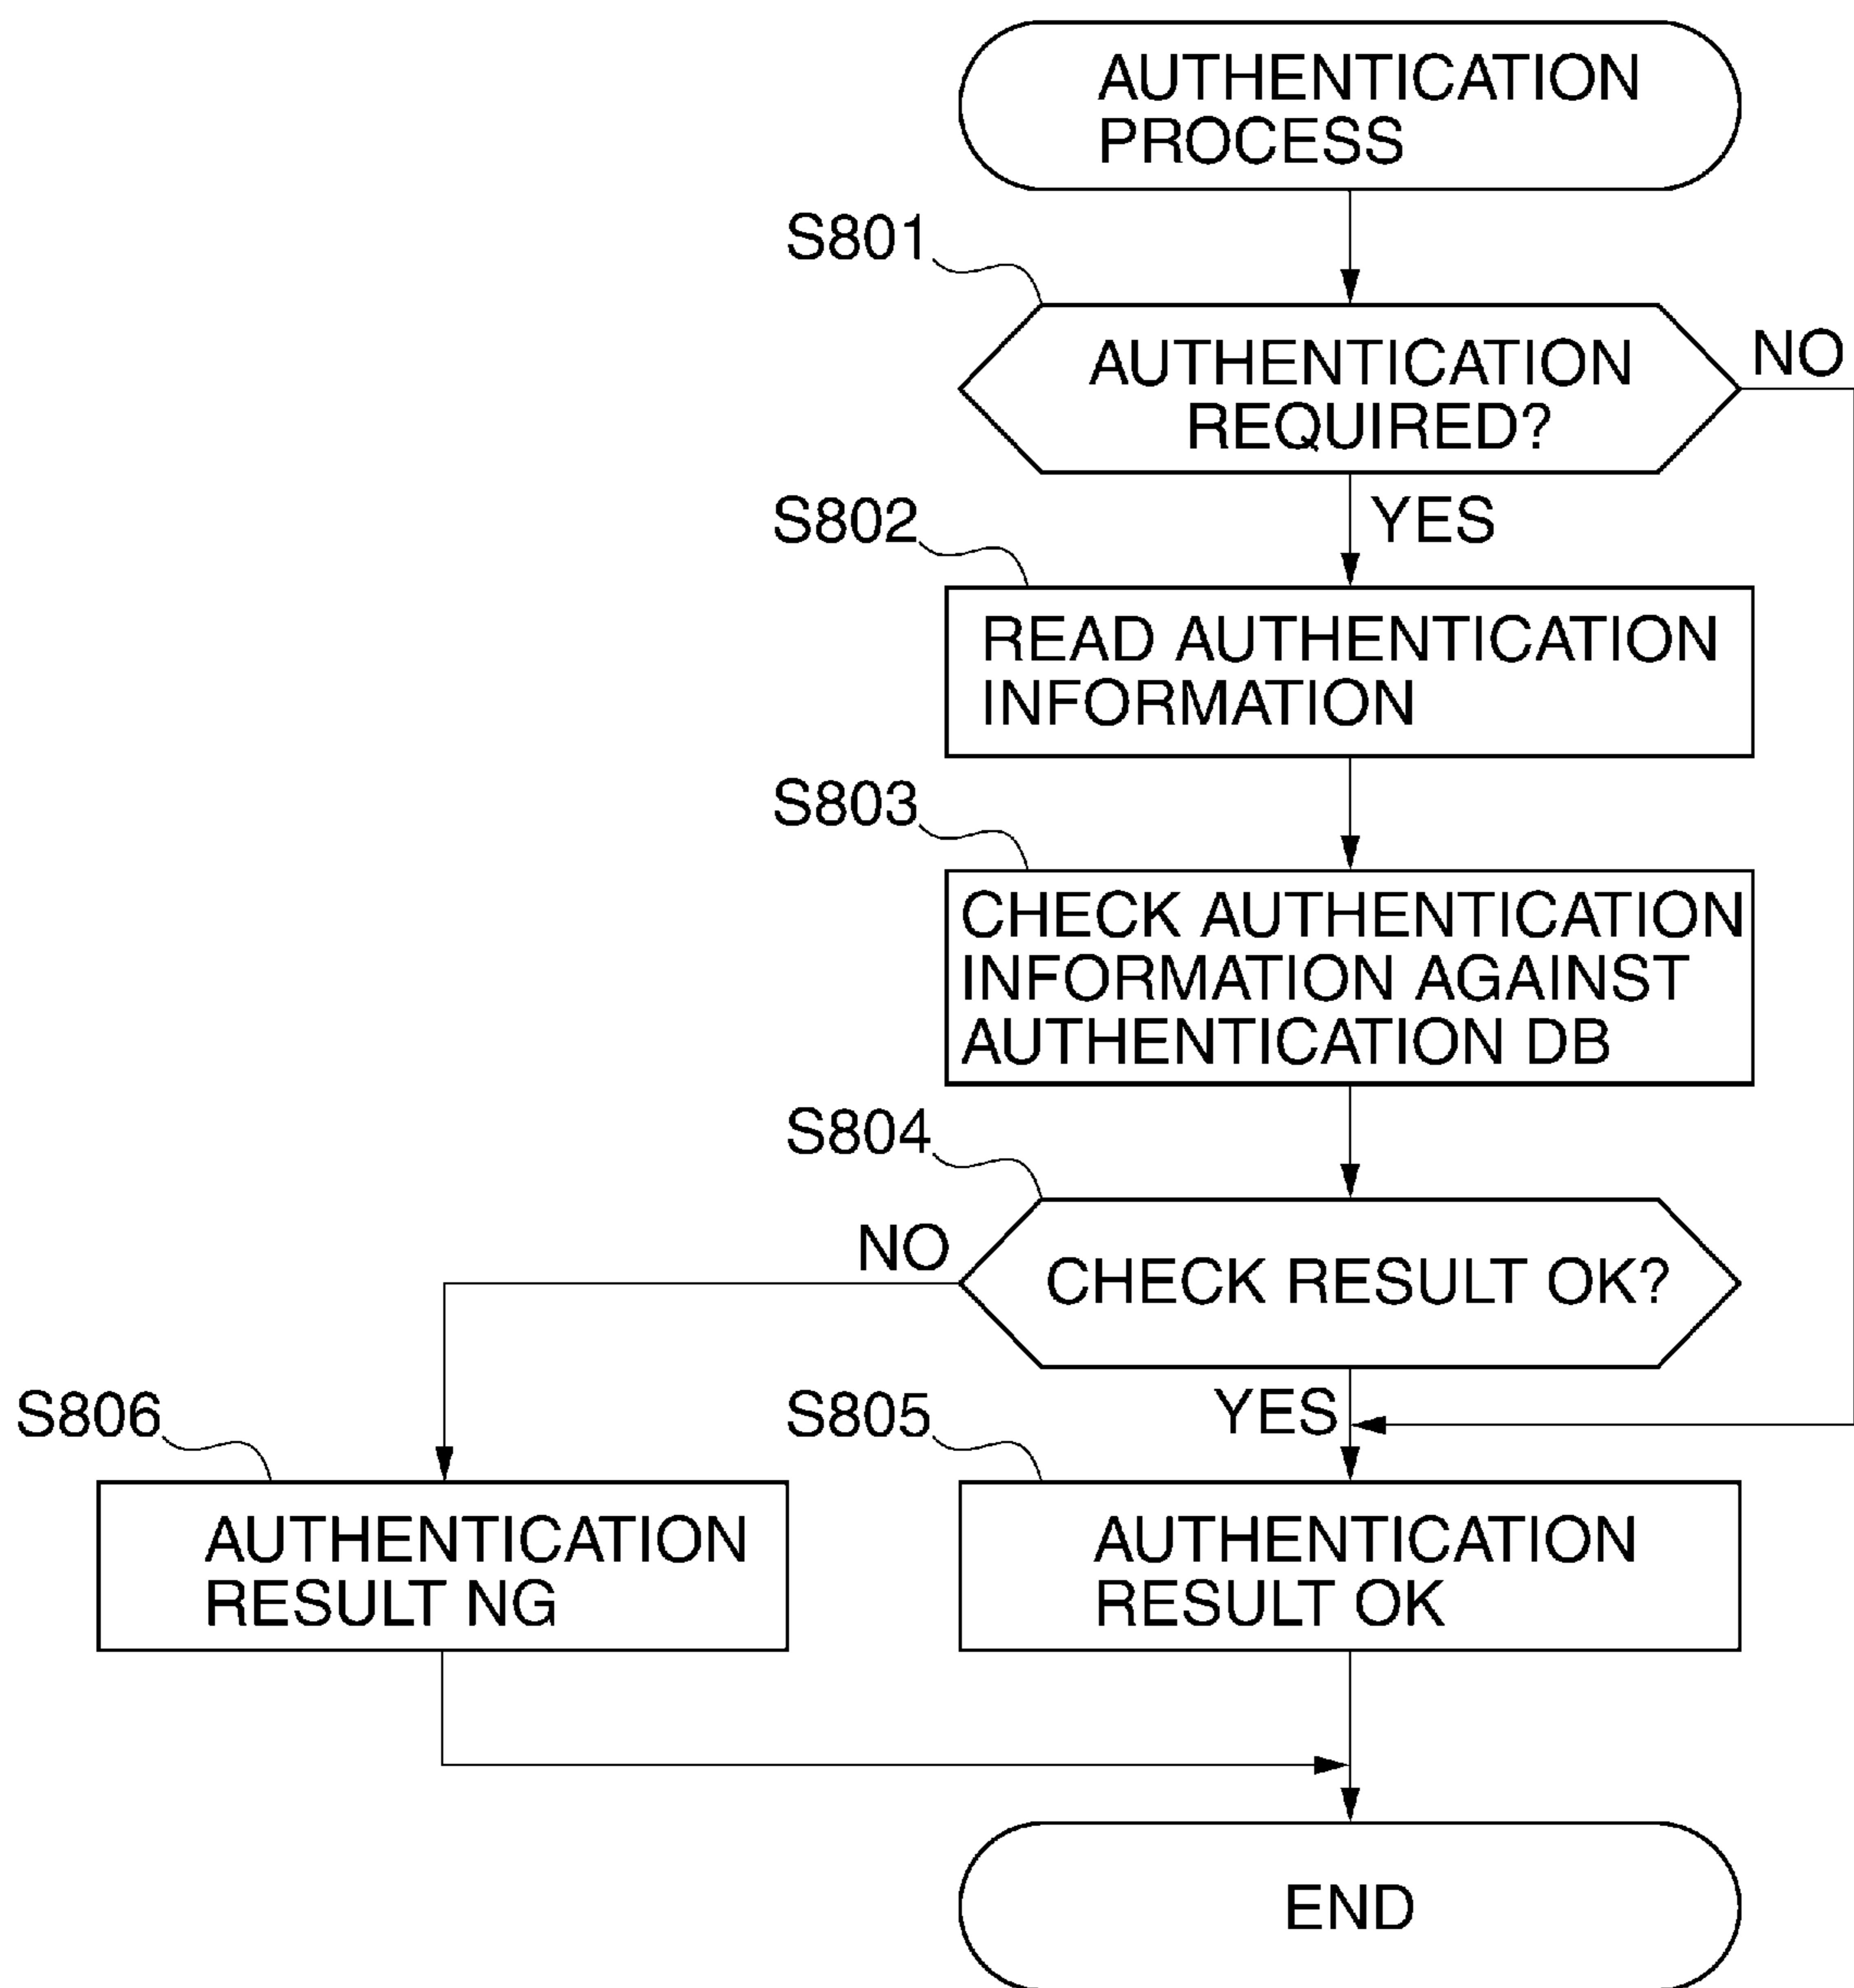 AUTHENTICATION
PROCESS
S801
AUTHENTICATION
REQUIRED?
NO
YES
S802
READ AUTHENTICATION
INFORMATION
S803
CHECK AUTHENTICATION
INFORMATION AGAINST
AUTHENTICATION DB
S804
NO
CHECK RESULT OK?
YES
S806
S805
AUTHENTICATION
RESULT NG
AUTHENTICATION
RESULT OK
END